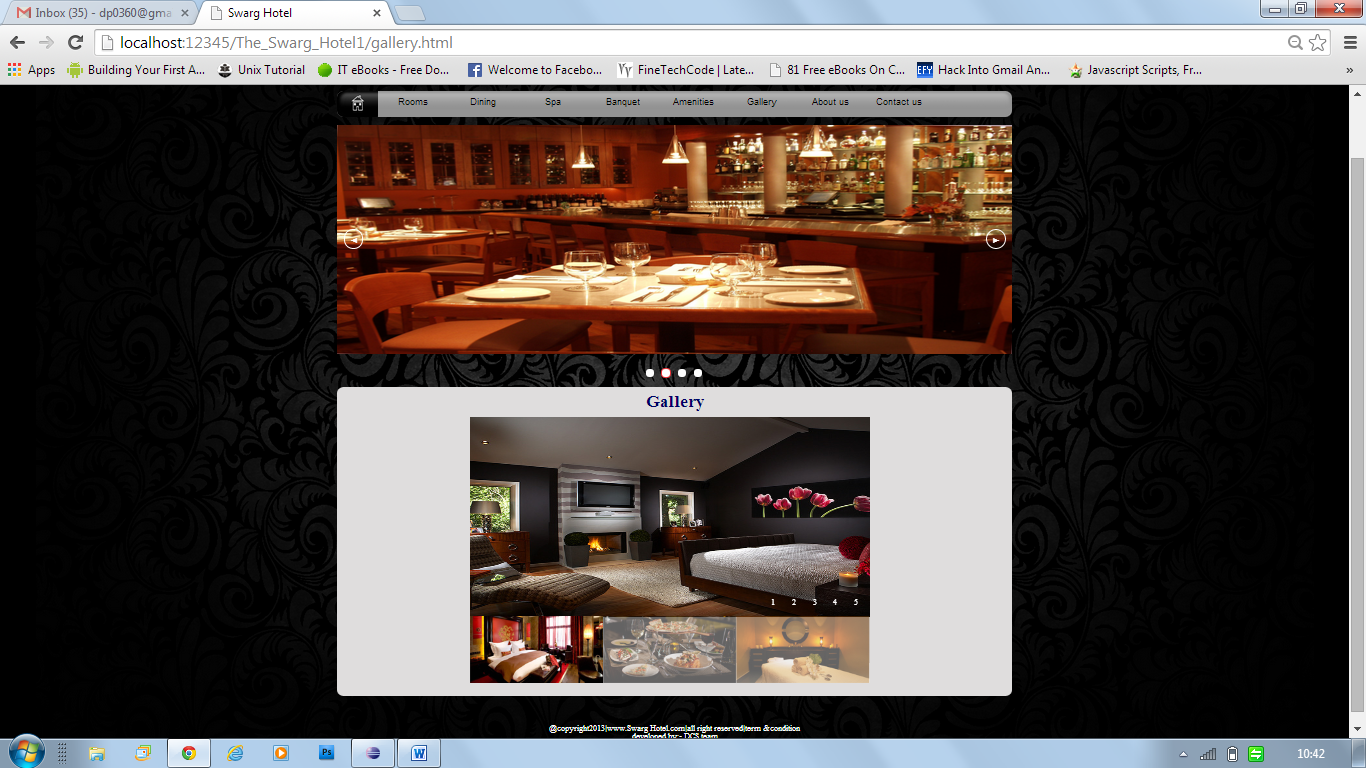 Inbox (35) - dp0360@gma
Swarg Hotel
localhost:12345/The_Swarg_Hotel1/gallery.html
Apps Building Your First A... Unix Tutorial IT eBooks - Free Do... Welcome to Facebo... FineTechCode | Late... 81 Free eBooks On C... EFY Hack Into Gmail An... Javascript Scripts, Fr... »
Rooms Dining Spa Banquet Amenities Gallery About us Contact us
Gallery
1 2 3 4 5
@copyright2013|www.Swarg Hotel.com|all right reserved|term &condition
developed by:- DCS team
Ps W 10:42